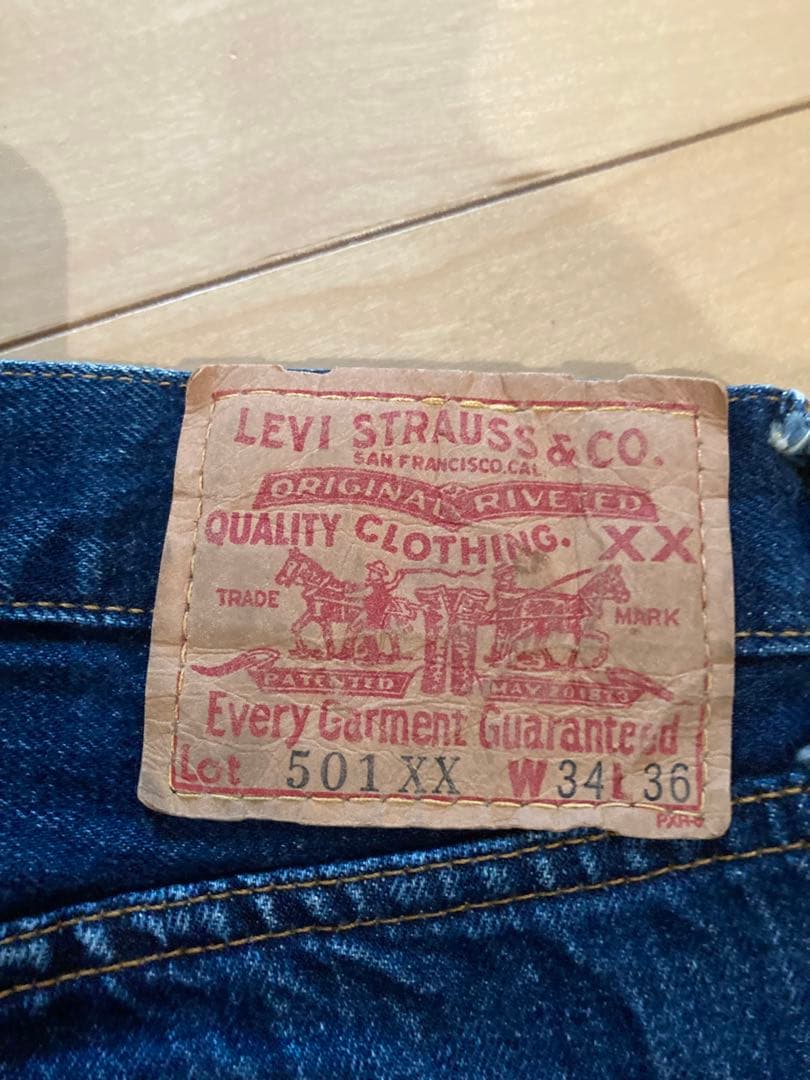 LEVI STRAUSS & CO.
SAN FRANCISCO, CAL
ORIGINAL RIVETED
QUALITY CLOTHING. XX
TRADE MARK
PATENTED MAY 20 1873
Every Garment Guaranteed
Lot 501 XX W 34 L 36